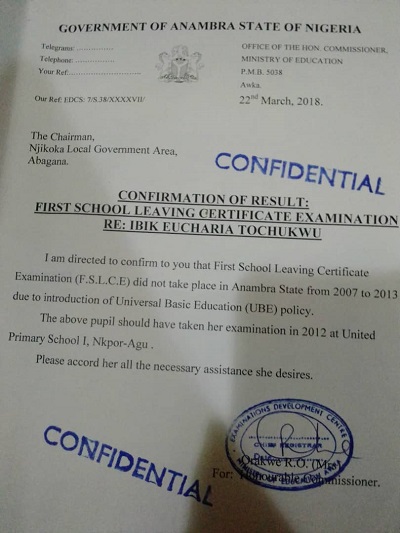 GOVERNMENT OF ANAMBRA STATE OF NIGERIA
Telegrams: ..................
Telephone: ..................
Your Ref:.........................
OFFICE OF THE HON. COMMISSIONER,
MINISTRY OF EDUCATION
P.M.B. 5038
Awka.
Our Ref: EDCS: 7/S.38/XXXXVII/
22nd March, 2018.
The Chairman,
Njikoka Local Government Area,
Abagana.
CONFIDENTIAL
CONFIRMATION OF RESULT:
FIRST SCHOOL LEAVING CERTIFICATE EXAMINATION
RE: IBIK EUCHARIA TOCHUKWU
I am directed to confirm to you that First School Leaving Certificate
Examination (F.S.L.C.E) did not take place in Anambra State from 2007 to 2013
due to introduction of Universal Basic Education (UBE) policy.
The above pupil should have taken her examination in 2012 at United
Primary School I, Nkpor-Agu .
Please accord her all the necessary assistance she desires.
EXAMINATIONS DEVELOPMENT CENTRE
CHIEF REGISTRAR
R.O. (Mrs)
For: Honourable Commissioner.
CONFIDENTIAL